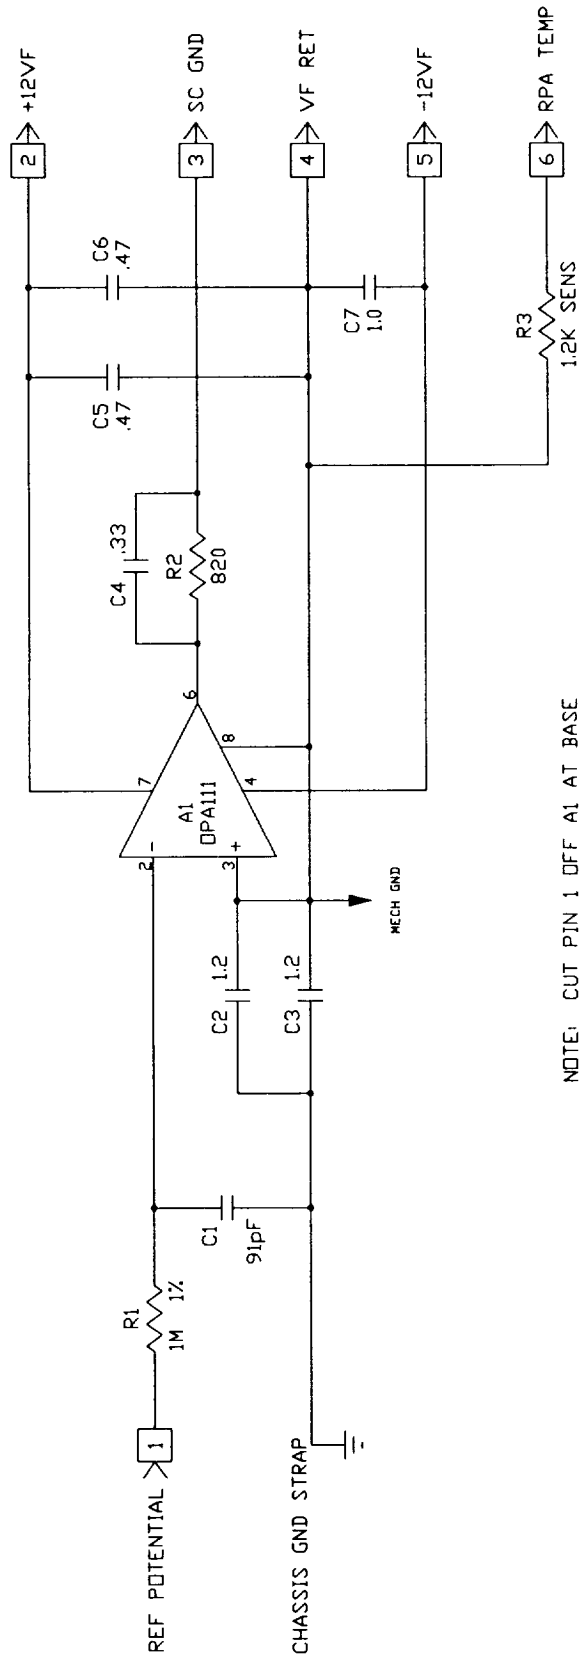 REF POTENTIAL
1
R1
1M 1%
C1
91pF
CHASSIS GND STRAP
C2 1.2
C3 1.2
MECH GND
2 -
3 +
A1
OPA111
7
4
8
6
C4 .33
R2
820
C5
.47
C6
.47
C7
1.0
R3
1.2K SENS
2 +12VF
3 SC GND
4 VF RET
5 -12VF
6 RPA TEMP
NOTE: CUT PIN 1 OFF A1 AT BASE